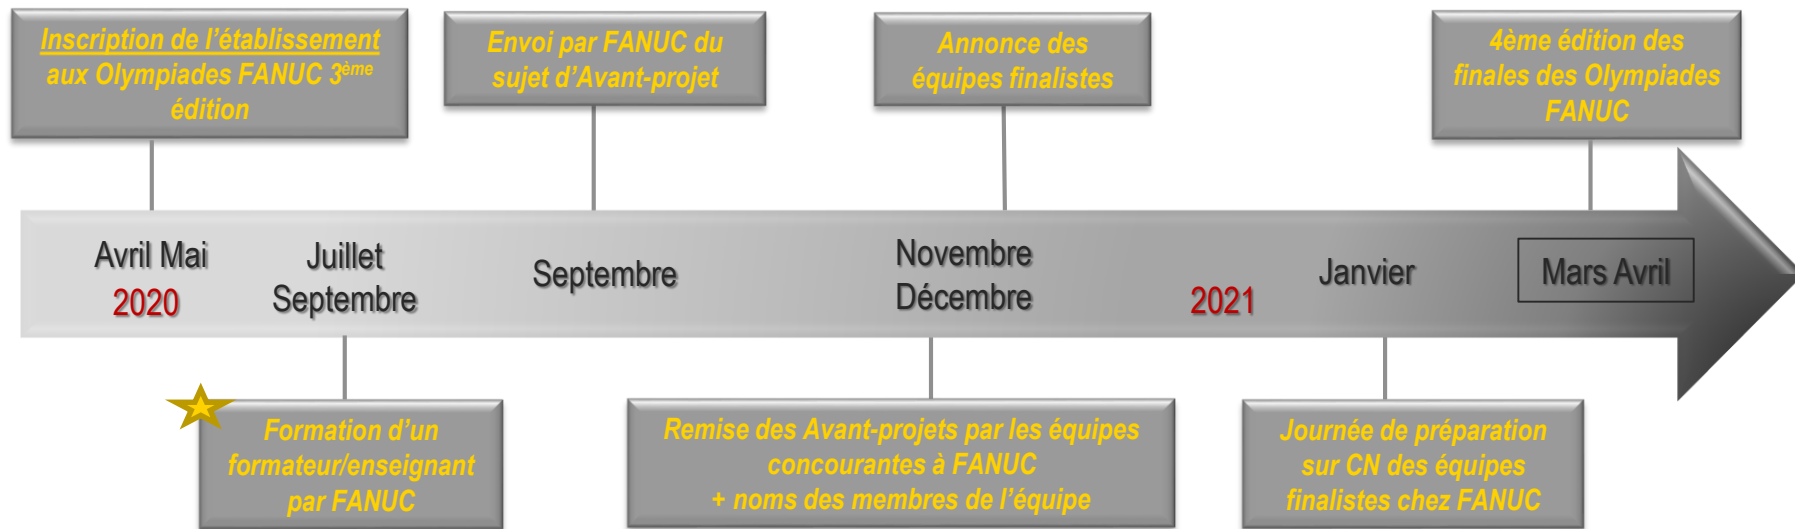 Inscription de l’établissement
aux Olympiades FANUC 3ème
édition
Envoi par FANUC du
sujet d’Avant-projet
Annonce des
équipes finalistes
4ème édition des
finales des Olympiades
FANUC
Avril Mai
2020
Juillet
Septembre
Septembre
Novembre
Décembre
2021
Janvier
Mars Avril
Formation d’un
formateur/enseignant
par FANUC
Remise des Avant-projets par les équipes
concourantes à FANUC
+ noms des membres de l’équipe
Journée de préparation
sur CN des équipes
finalistes chez FANUC